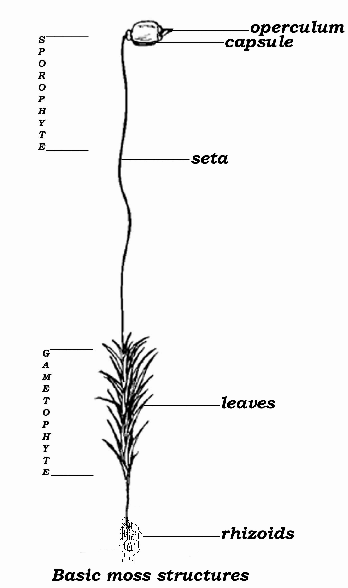 operculum
capsule
SPOROPHYTE
seta
GAMETOPHYTE
leaves
rhizoids
Basic moss structures